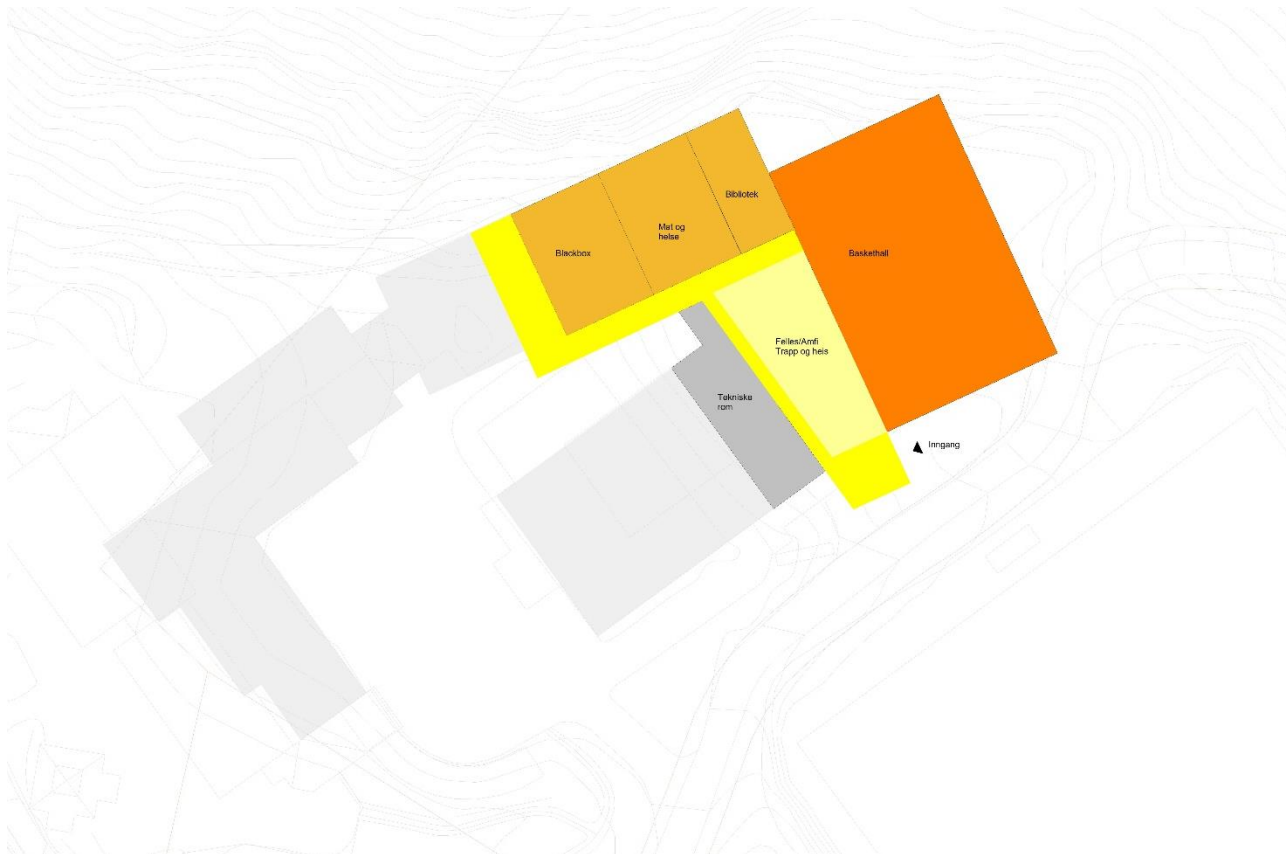 Bibliotek
Mat og
helse
Blackbox
Baskethall
Felles/Amfi
Trapp og heis
Tekniske
rom
Inngang